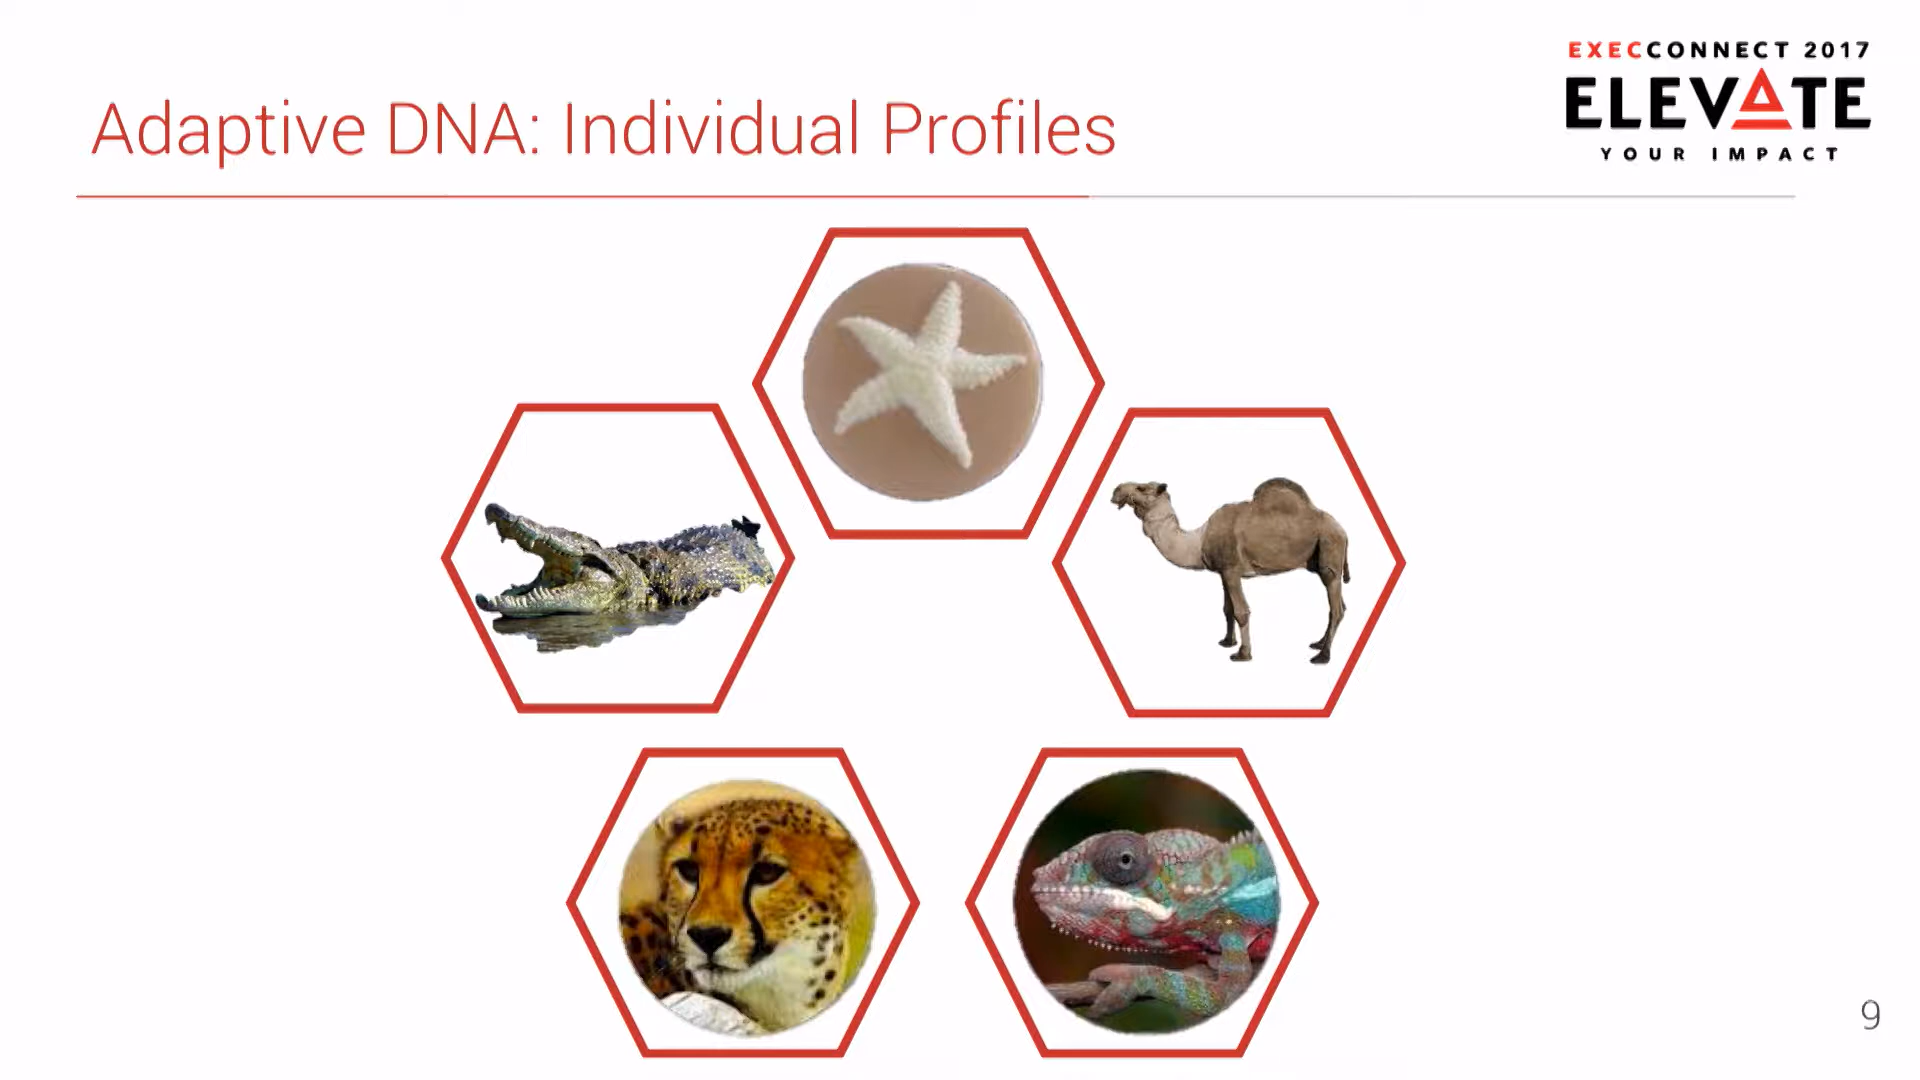 EXECCONNECT 2017
ELEVATE
YOUR IMPACT
Adaptive DNA: Individual Profiles
9